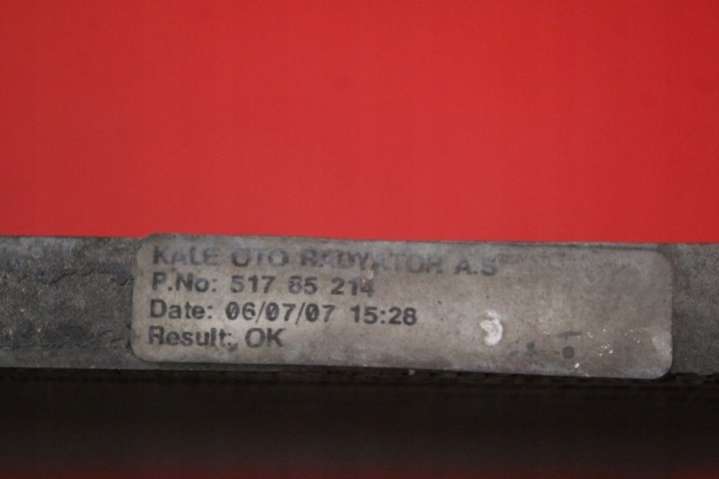 KALE OTO RADYATOR A.S
P.No: 517 85 214
Date: 06/07/07 15:28
Result: OK